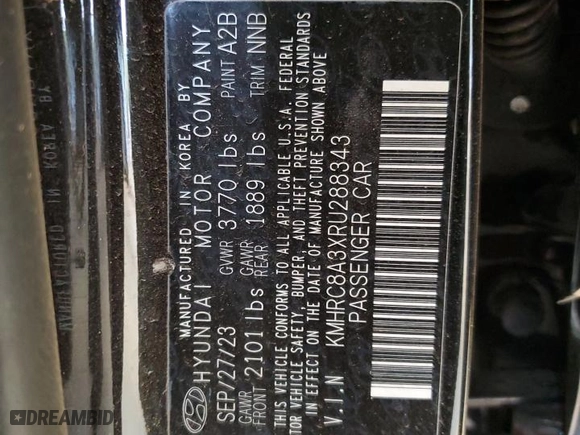 MANUFACTURED IN KOREA BY
HYUNDAI MOTOR COMPANY
SEP/27/23 GVWR 3770 lbs PAINT A2B
GAWR FRONT 2101 lbs GAWR REAR 1889 lbs TRIM NNB
THIS VEHICLE CONFORMS TO ALL APPLICABLE U.S.A. FEDERAL
MOTOR VEHICLE SAFETY, BUMPER, AND THEFT PREVENTION STANDARDS
IN EFFECT ON THE DATE OF MANUFACTURE SHOWN ABOVE
V.I.N KMHRC8A3XRU288343
PASSENGER CAR
DREAMBID